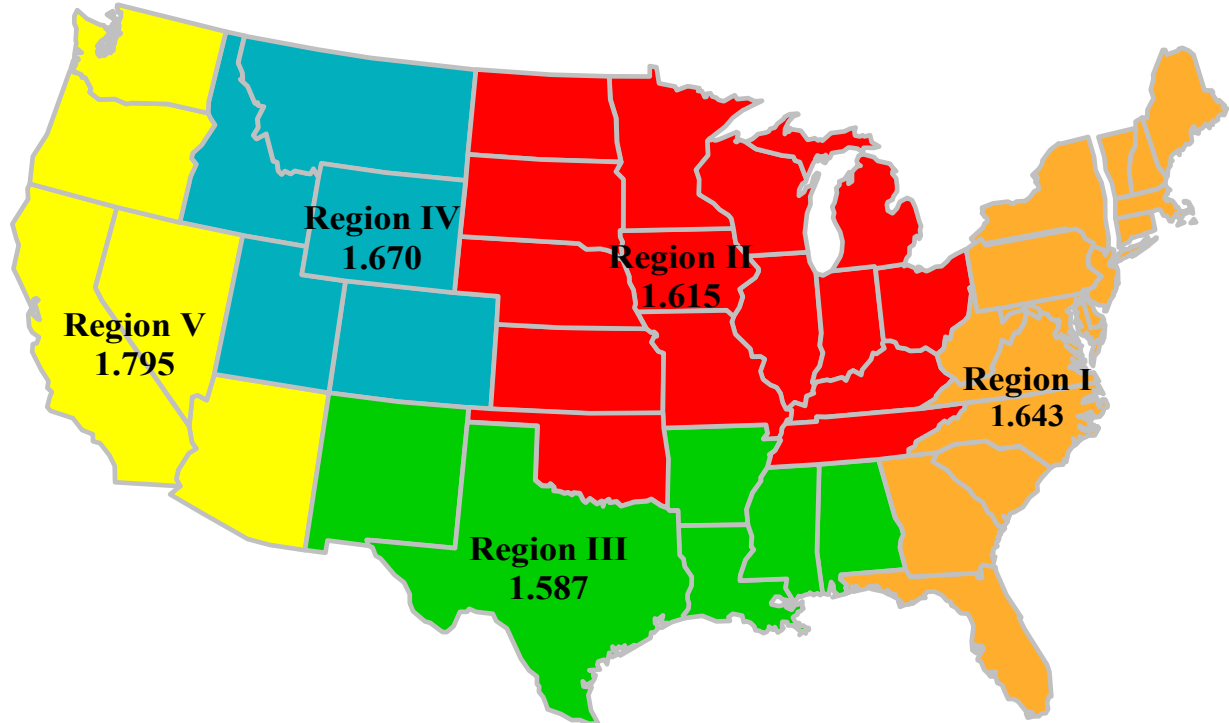 Region IV
1.670
Region II
1.615
Region V
1.795
Region I
1.643
Region III
1.587